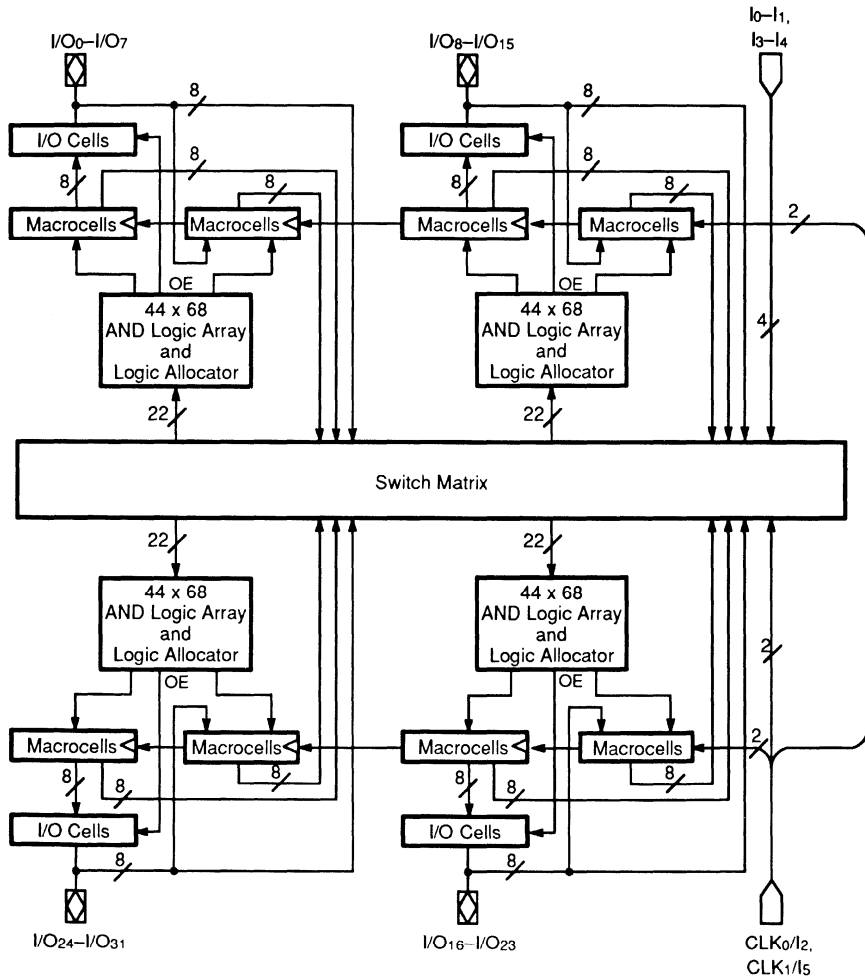 I/O0–I/O7
I/O8–I/O15
I0–I1,
I3–I4
8
8
I/O Cells
I/O Cells
8
8
8
8
8
8
Macrocells
Macrocells
Macrocells
Macrocells
2
OE
OE
44 x 68
AND Logic Array
and
Logic Allocator
44 x 68
AND Logic Array
and
Logic Allocator
4
22
22
Switch Matrix
22
22
44 x 68
AND Logic Array
and
Logic Allocator
44 x 68
AND Logic Array
and
Logic Allocator
2
OE
OE
Macrocells
Macrocells
Macrocells
Macrocells
2
8
8
8
8
8
8
I/O Cells
I/O Cells
8
8
I/O24–I/O31
I/O16–I/O23
CLK0/I2,
CLK1/I5